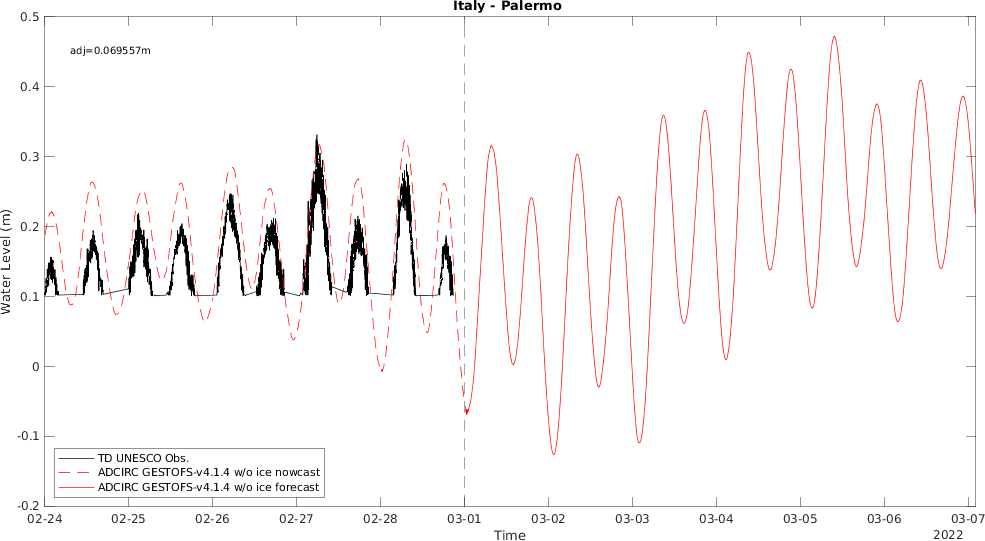 Italy - Palermo
adj=0.069557m
0.5
0.4
0.3
0.2
0.1
0
-0.1
-0.2
Water Level (m)
TD UNESCO Obs.
ADCIRC GESTOFS-v4.1.4 w/o ice nowcast
ADCIRC GESTOFS-v4.1.4 w/o ice forecast
02-24 02-25 02-26 02-27 02-28 03-01 03-02 03-03 03-04 03-05 03-06 03-07
Time
2022